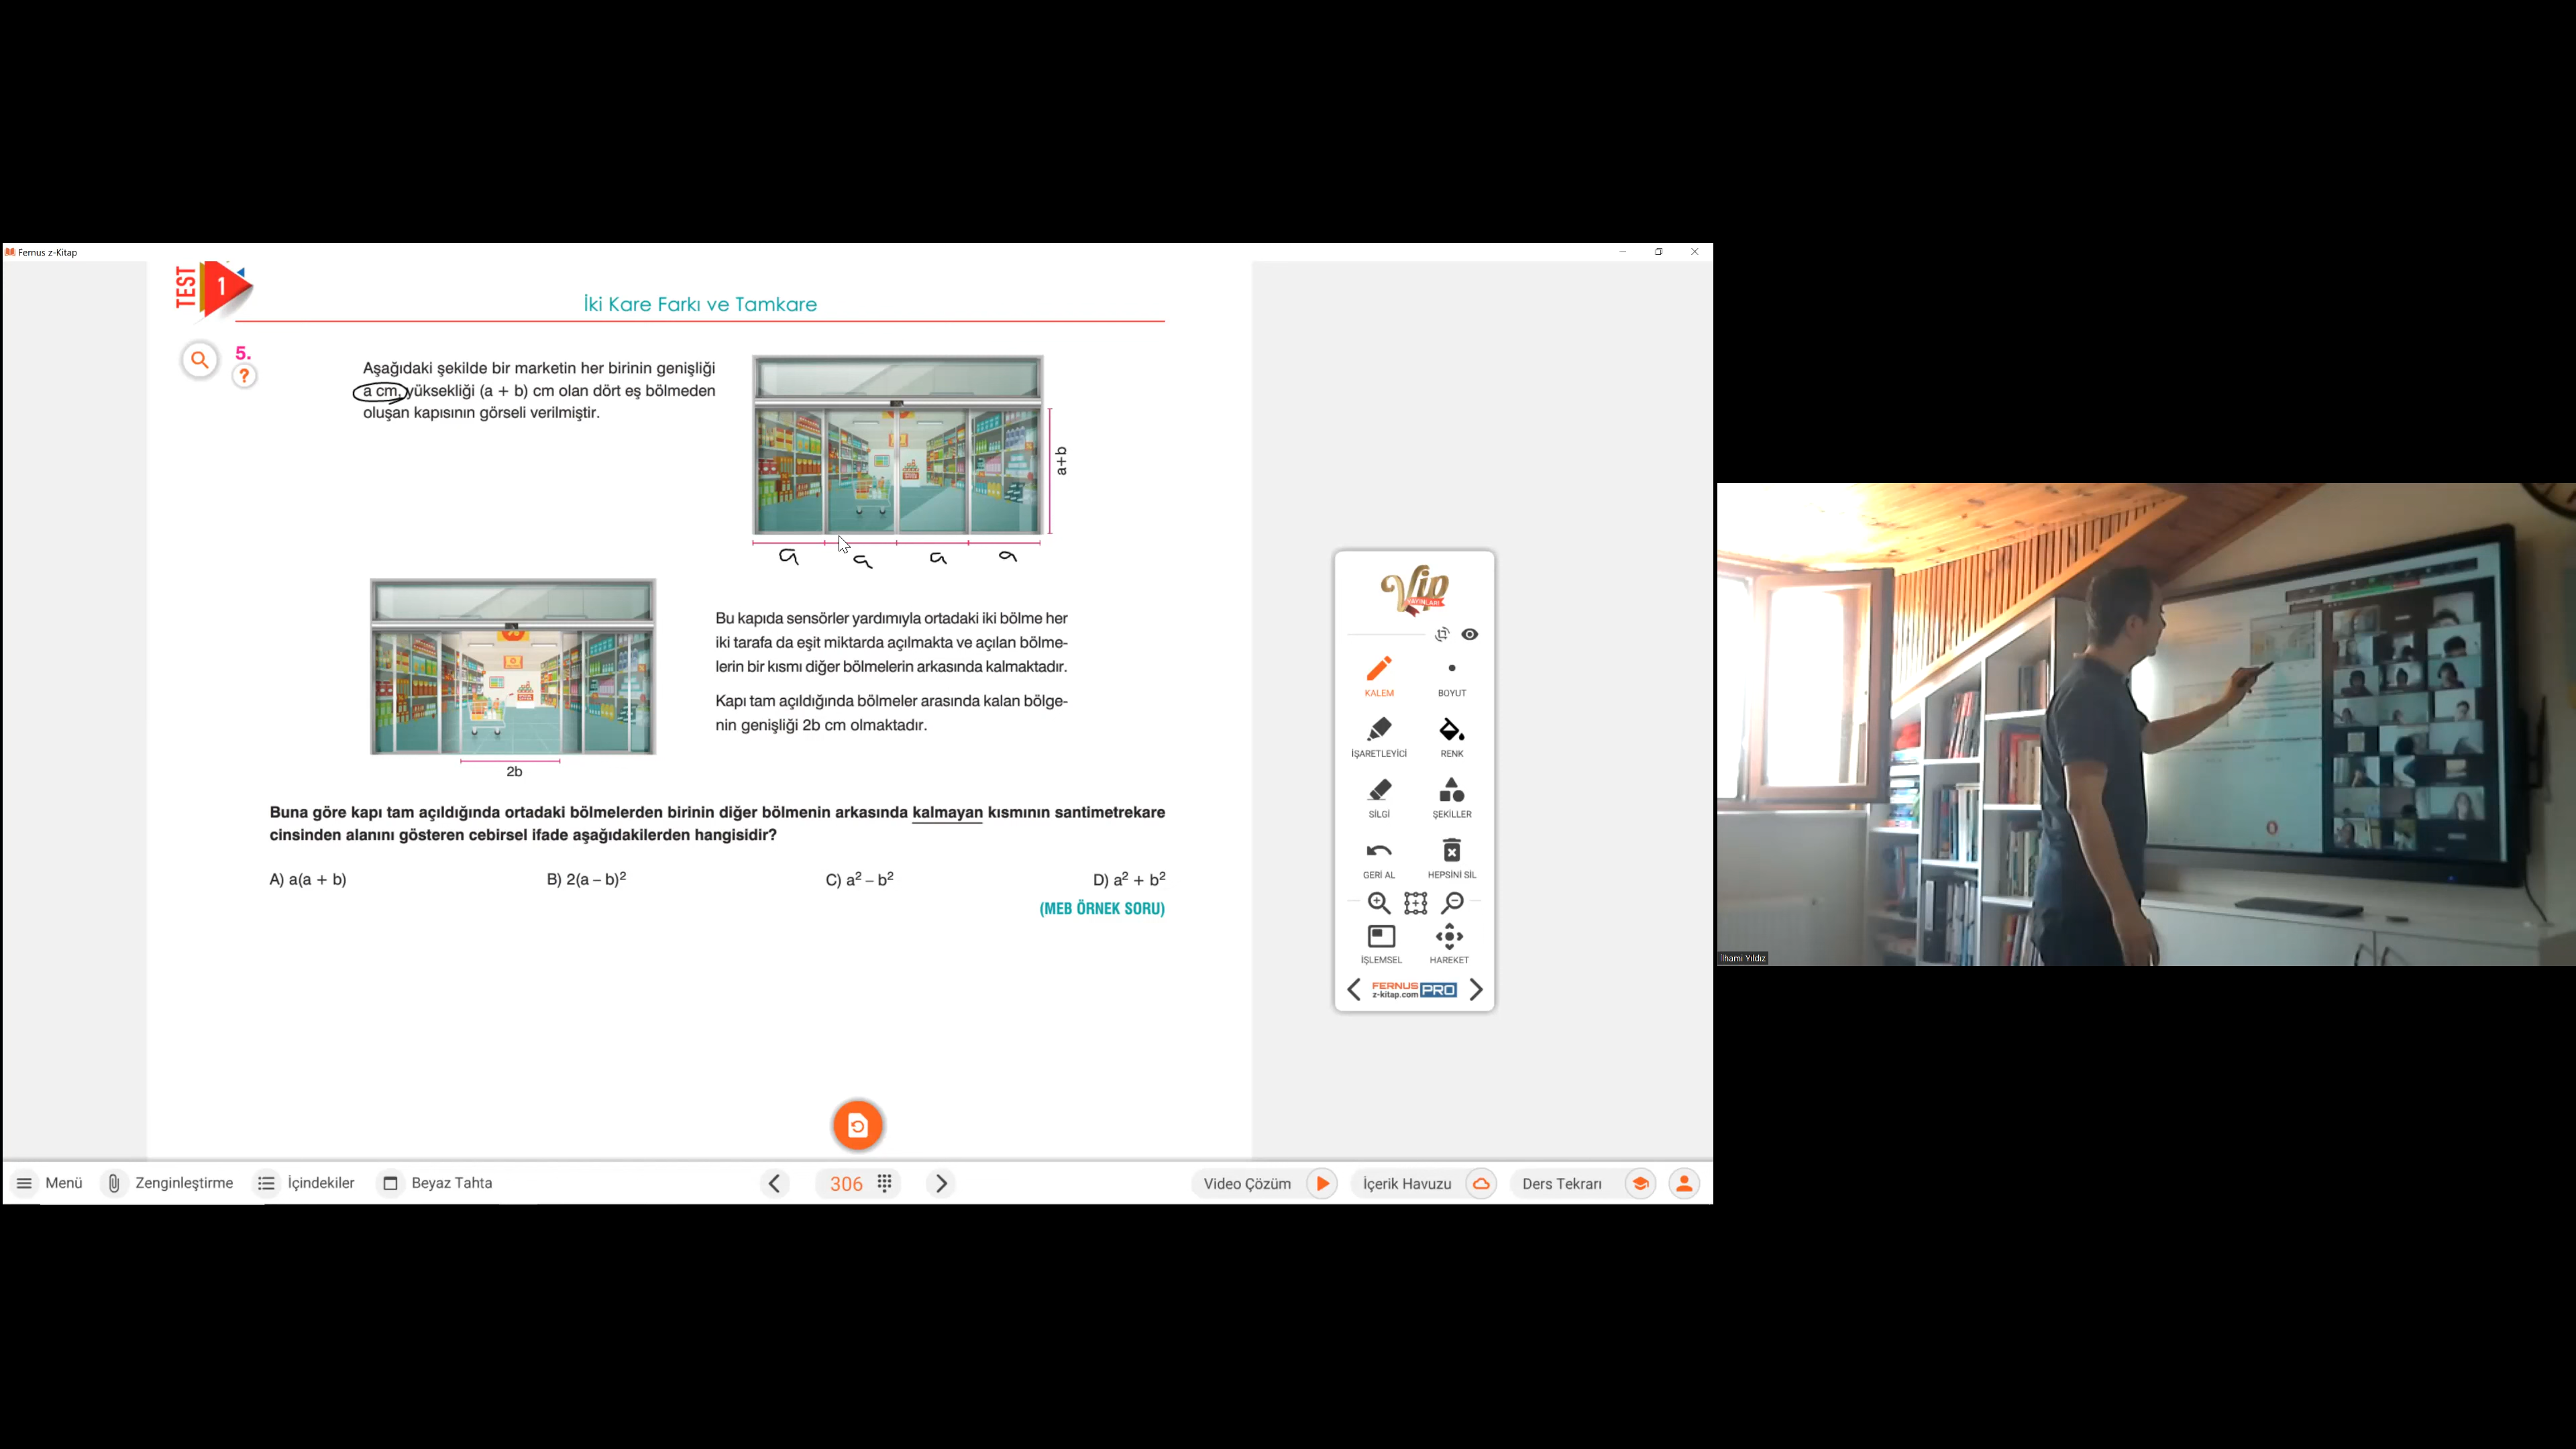 Fernus z-Kitap
TEST
1
İki Kare Farkı ve Tamkare
5.
?
Aşağıdaki şekilde bir marketin her birinin genişliği
a cm, yüksekliği (a + b) cm olan dört eş bölmeden
oluşan kapısının görseli verilmiştir.
a+b
a a a a
Bu kapıda sensörler yardımıyla ortadaki iki bölme her
iki tarafa da eşit miktarda açılmakta ve açılan bölme-
lerin bir kısmı diğer bölmelerin arkasında kalmaktadır.
Kapı tam açıldığında bölmeler arasında kalan bölge-
nin genişliği 2b cm olmaktadır.
2b
Buna göre kapı tam açıldığında ortadaki bölmelerden birinin diğer bölmenin arkasında kalmayan kısmının santimetrekare
cinsinden alanını gösteren cebirsel ifade aşağıdakilerden hangisidir?
A) a(a + b) B) 2(a – b)² C) a² – b² D) a² + b²
(MEB ÖRNEK SORU)
Vip
YAYINLARI
KALEM BOYUT
İŞARETLEYİCİ RENK
SİLGİ ŞEKİLLER
GERİ AL HEPSİNİ SİL
İŞLEMSEL HAREKET
FERNUS
z-kitap.com PRO
Menü Zenginleştirme İçindekiler Beyaz Tahta 306 Video Çözüm İçerik Havuzu Ders Tekrarı
İlhami Yıldız